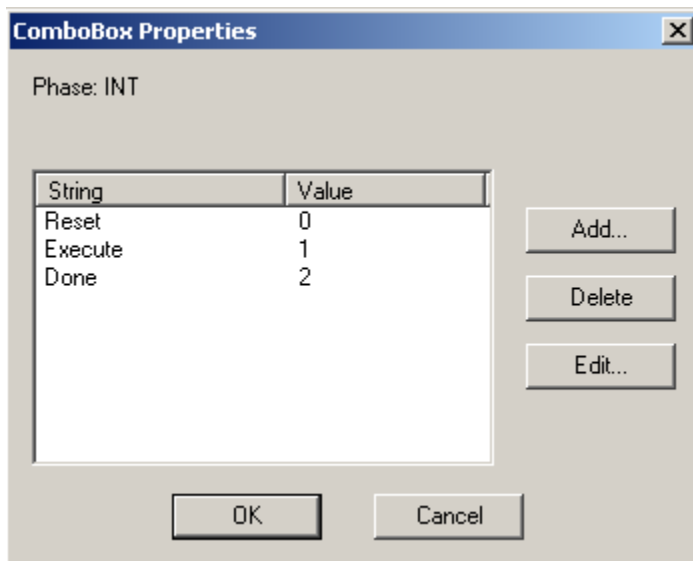 ComboBox Properties
Phase: INT
String Value
Reset 0
Execute 1
Done 2
Add...
Delete
Edit...
OK Cancel